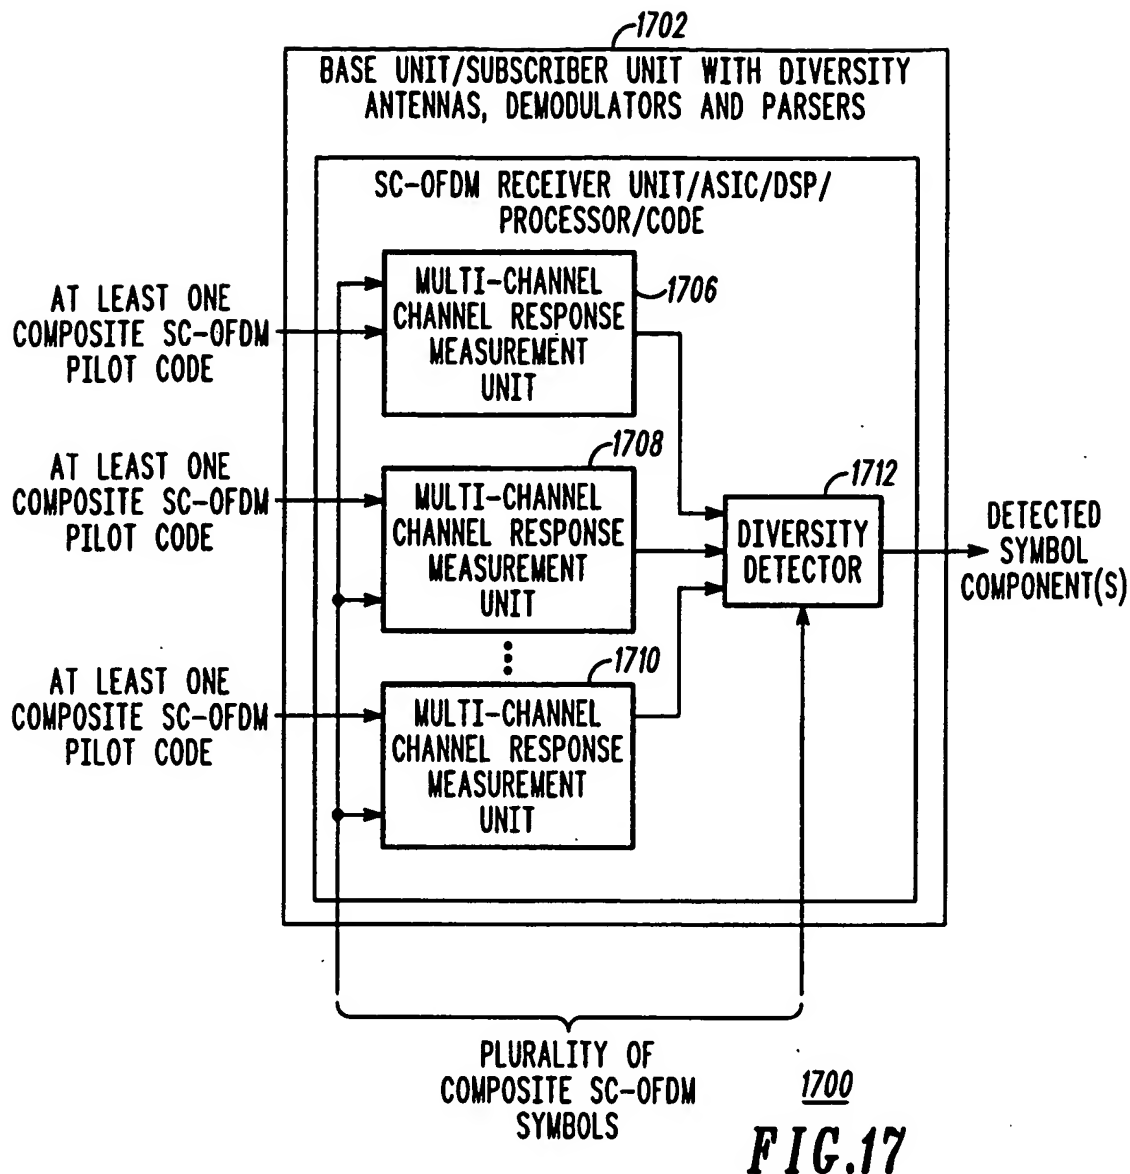 1702
BASE UNIT/SUBSCRIBER UNIT WITH DIVERSITY
ANTENNAS, DEMODULATORS AND PARSERS
SC-OFDM RECEIVER UNIT/ASIC/DSP/
PROCESSOR/CODE
AT LEAST ONE
COMPOSITE SC-OFDM
PILOT CODE
MULTI-CHANNEL
CHANNEL RESPONSE
MEASUREMENT
UNIT
1706
AT LEAST ONE
COMPOSITE SC-OFDM
PILOT CODE
1708
MULTI-CHANNEL
CHANNEL RESPONSE
MEASUREMENT
UNIT
1712
DIVERSITY
DETECTOR
DETECTED
SYMBOL
COMPONENT(S)
AT LEAST ONE
COMPOSITE SC-OFDM
PILOT CODE
1710
MULTI-CHANNEL
CHANNEL RESPONSE
MEASUREMENT
UNIT
PLURALITY OF
COMPOSITE SC-OFDM
SYMBOLS
1700
FIG.17